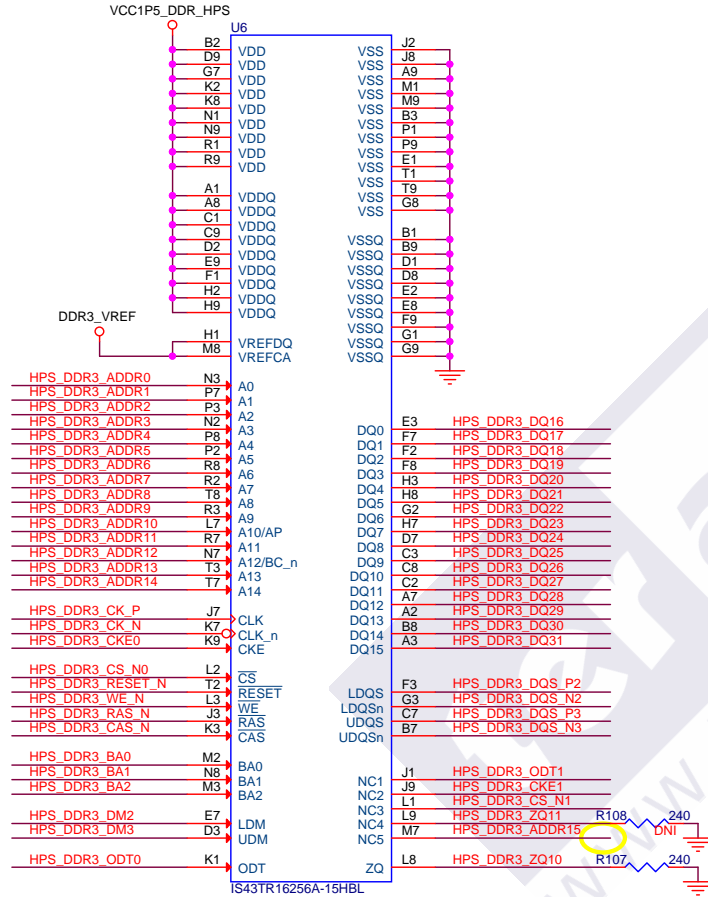 VCC1P5_DDR_HPS
U6
B2 VDD VSS J2
D9 VDD VSS J8
G7 VDD VSS A9
K2 VDD VSS M1
K8 VDD VSS M9
N1 VDD VSS B3
N9 VDD VSS P1
R1 VDD VSS P9
R9 VDD VSS E1
VSS T1
A1 VDDQ VSS T9
A8 VDDQ VSS G8
C1 VDDQ
C9 VDDQ VSSQ B1
D2 VDDQ VSSQ B9
E9 VDDQ VSSQ D1
F1 VDDQ VSSQ D8
H2 VDDQ VSSQ E2
H9 VDDQ VSSQ E8
DDR3_VREF VSSQ F9
H1 VREFDQ VSSQ G1
M8 VREFCA VSSQ G9
HPS_DDR3_ADDR0 N3 A0
HPS_DDR3_ADDR1 P7 A1
HPS_DDR3_ADDR2 P3 A2
HPS_DDR3_ADDR3 N2 A3 DQ0 E3 HPS_DDR3_DQ16
HPS_DDR3_ADDR4 P8 A4 DQ1 F7 HPS_DDR3_DQ17
HPS_DDR3_ADDR5 P2 A5 DQ2 F2 HPS_DDR3_DQ18
HPS_DDR3_ADDR6 R8 A6 DQ3 F8 HPS_DDR3_DQ19
HPS_DDR3_ADDR7 R2 A7 DQ4 H3 HPS_DDR3_DQ20
HPS_DDR3_ADDR8 T8 A8 DQ5 H8 HPS_DDR3_DQ21
HPS_DDR3_ADDR9 R3 A9 DQ6 G2 HPS_DDR3_DQ22
HPS_DDR3_ADDR10 L7 A10/AP DQ7 H7 HPS_DDR3_DQ23
HPS_DDR3_ADDR11 R7 A11 DQ8 D7 HPS_DDR3_DQ24
HPS_DDR3_ADDR12 N7 A12/BC_n DQ9 C3 HPS_DDR3_DQ25
HPS_DDR3_ADDR13 T3 A13 DQ10 C8 HPS_DDR3_DQ26
HPS_DDR3_ADDR14 T7 A14 DQ11 C2 HPS_DDR3_DQ27
DQ12 A7 HPS_DDR3_DQ28
HPS_DDR3_CK_P J7 CLK DQ13 A2 HPS_DDR3_DQ29
HPS_DDR3_CK_N K7 CLK_n DQ14 B8 HPS_DDR3_DQ30
HPS_DDR3_CKE0 K9 CKE DQ15 A3 HPS_DDR3_DQ31
HPS_DDR3_CS_N0 L2 CS
HPS_DDR3_RESET_N T2 RESET LDQS F3 HPS_DDR3_DQS_P2
HPS_DDR3_WE_N L3 WE LDQSn G3 HPS_DDR3_DQS_N2
HPS_DDR3_RAS_N J3 RAS UDQS C7 HPS_DDR3_DQS_P3
HPS_DDR3_CAS_N K3 CAS UDQSn B7 HPS_DDR3_DQS_N3
HPS_DDR3_BA0 M2 BA0
HPS_DDR3_BA1 N8 BA1 NC1 J1 HPS_DDR3_ODT1
HPS_DDR3_BA2 M3 BA2 NC2 J9 HPS_DDR3_CKE1
NC3 L1 HPS_DDR3_CS_N1
HPS_DDR3_DM2 E7 LDM NC4 L9 HPS_DDR3_ZQ11 R108 240
HPS_DDR3_DM3 D3 UDM NC5 M7 HPS_DDR3_ADDR15 DNI
HPS_DDR3_ODT0 K1 ODT ZQ L8 HPS_DDR3_ZQ10 R107 240
IS43TR16256A-15HBL